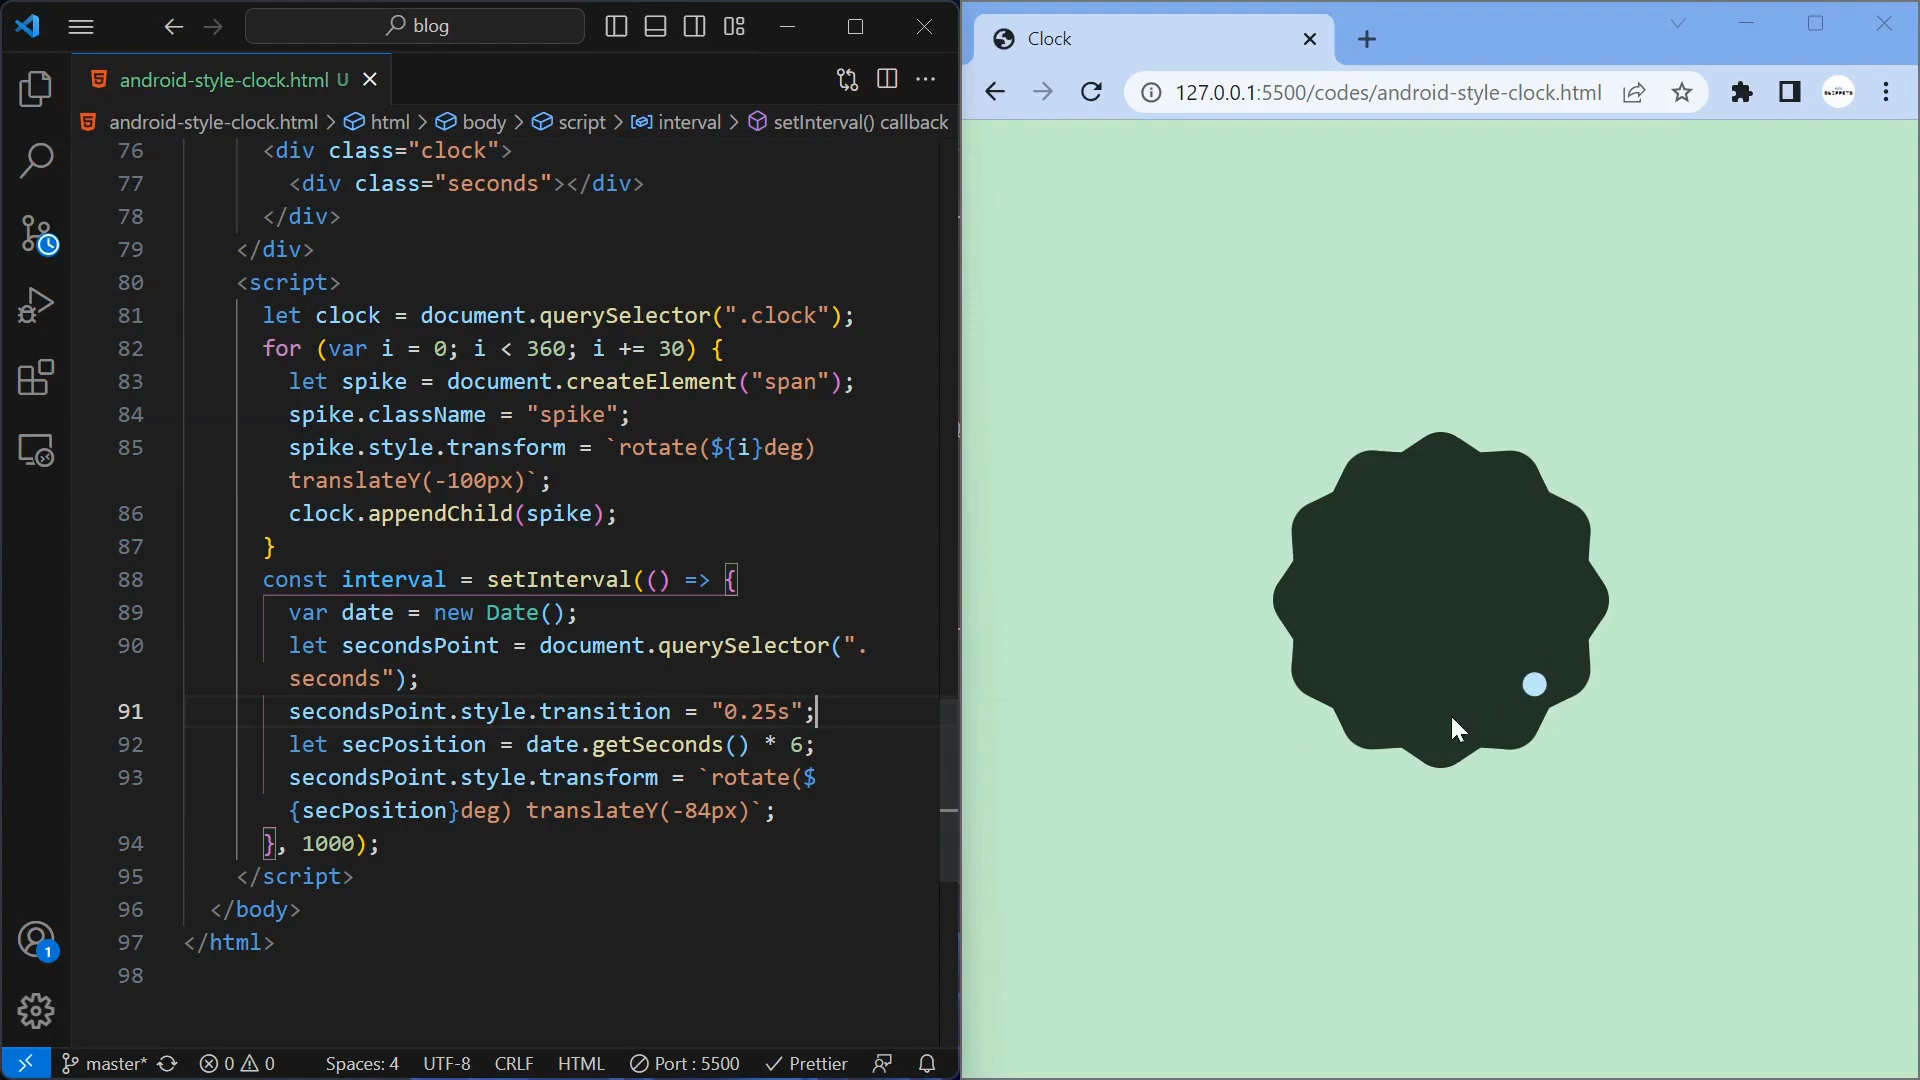 blog
android-style-clock.html U
android-style-clock.html > html > body > script > interval > setInterval() callback
76 <div class="clock">
77 <div class="seconds"></div>
78 </div>
79 </div>
80 <script>
81 let clock = document.querySelector(".clock");
82 for (var i = 0; i < 360; i += 30) {
83 let spike = document.createElement("span");
84 spike.className = "spike";
85 spike.style.transform = `rotate(${i}deg)
translateY(-100px)`;
86 clock.appendChild(spike);
87 }
88 const interval = setInterval(() => {
89 var date = new Date();
90 let secondsPoint = document.querySelector(".
seconds");
91 secondsPoint.style.transition = "0.25s";
92 let secPosition = date.getSeconds() * 6;
93 secondsPoint.style.transform = `rotate($
{secPosition}deg) translateY(-84px)`;
94 }, 1000);
95 </script>
96 </body>
97 </html>
98
1
master* 0 0 Spaces: 4 UTF-8 CRLF HTML Port : 5500 Prettier
Clock
127.0.0.1:5500/codes/android-style-clock.html